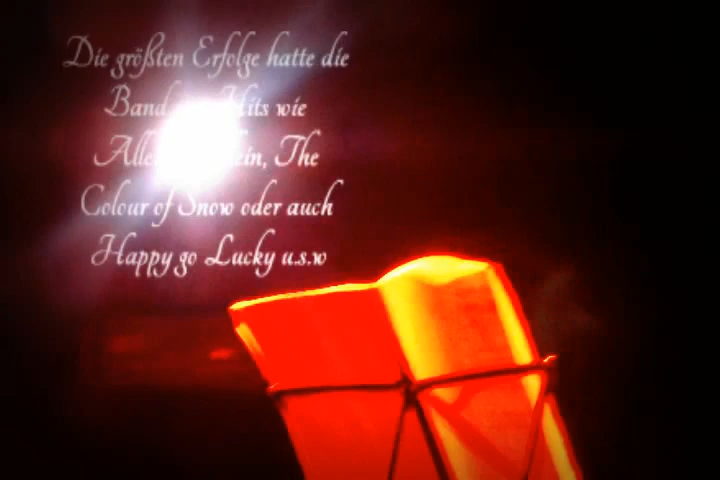 Die größten Erfolge hatte die
Band Hits wie
The
Colour of Snow oder auch
Happy go Lucky u.s.w